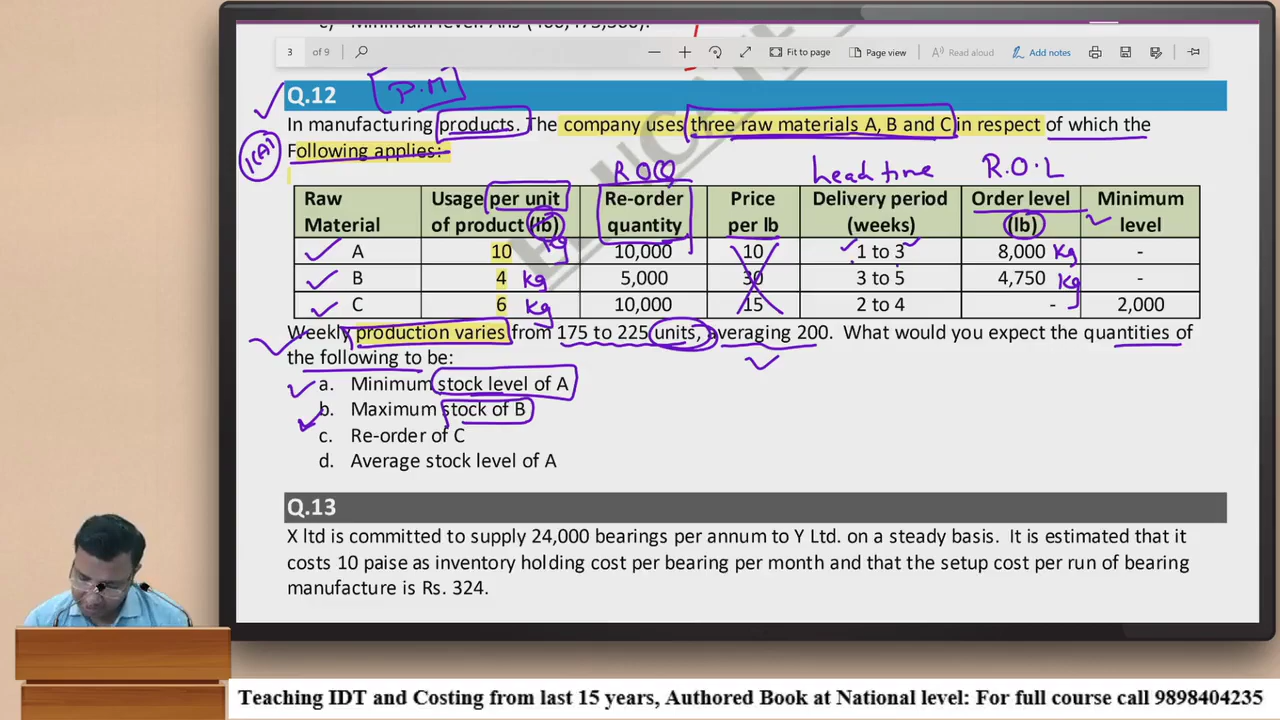 3 of 9 Fit to page Page view Read aloud Add notes
Q.12 P.M
In manufacturing products. The company uses three raw materials A, B and C in respect of which the
Following applies:
ROQ Lead time R.O.L
Raw Material Usage per unit of product (lb) Re-order quantity Price per lb Delivery period (weeks) Order level (lb) Minimum level
A 10 kg 10,000 10 1 to 3 8,000 kg -
B 4 kg 5,000 30 3 to 5 4,750 kg -
C 6 kg 10,000 15 2 to 4 - 2,000
Weekly production varies from 175 to 225 units, averaging 200. What would you expect the quantities of
the following to be:
a. Minimum stock level of A
b. Maximum stock of B
c. Re-order of C
d. Average stock level of A
Q.13
X ltd is committed to supply 24,000 bearings per annum to Y Ltd. on a steady basis. It is estimated that it
costs 10 paise as inventory holding cost per bearing per month and that the setup cost per run of bearing
manufacture is Rs. 324.
Teaching IDT and Costing from last 15 years, Authored Book at National level: For full course call 9898404235